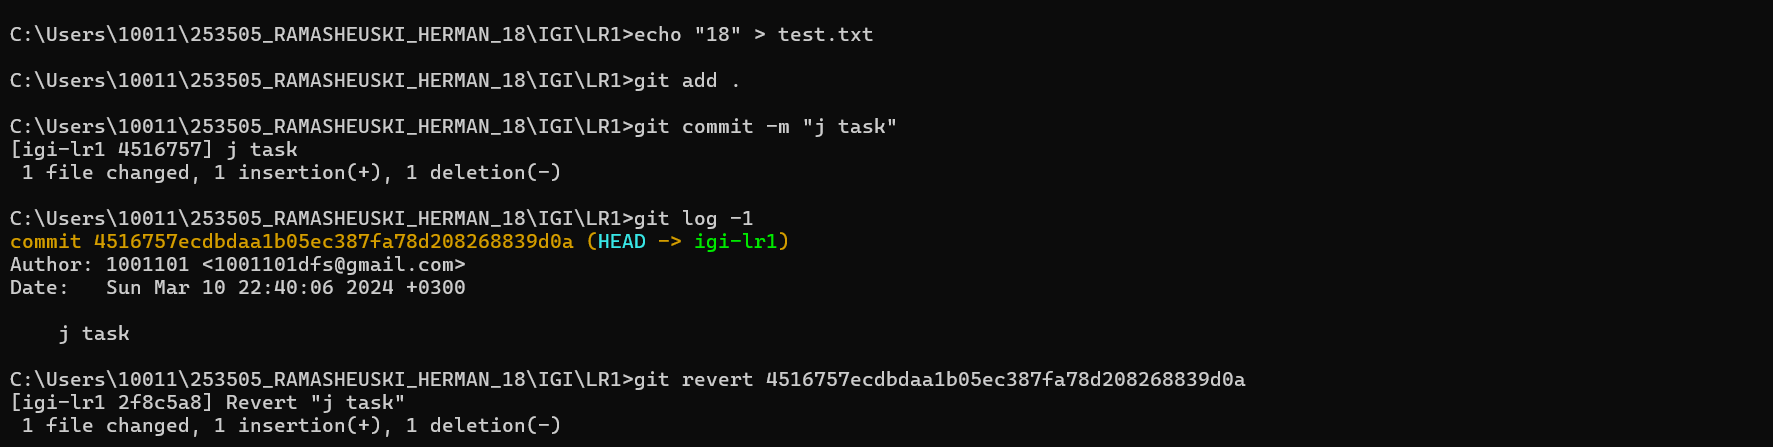 C:\Users\10011\253505_RAMASHEUSKI_HERMAN_18\IGI\LR1>echo "18" > test.txt
C:\Users\10011\253505_RAMASHEUSKI_HERMAN_18\IGI\LR1>git add .
C:\Users\10011\253505_RAMASHEUSKI_HERMAN_18\IGI\LR1>git commit -m "j task"
[igi-lr1 4516757] j task
 1 file changed, 1 insertion(+), 1 deletion(-)
C:\Users\10011\253505_RAMASHEUSKI_HERMAN_18\IGI\LR1>git log -1
commit 4516757ecdbdaa1b05ec387fa78d208268839d0a (HEAD -> igi-lr1)
Author: 1001101 <1001101dfs@gmail.com>
Date:   Sun Mar 10 22:40:06 2024 +0300
    j task
C:\Users\10011\253505_RAMASHEUSKI_HERMAN_18\IGI\LR1>git revert 4516757ecdbdaa1b05ec387fa78d208268839d0a
[igi-lr1 2f8c5a8] Revert "j task"
 1 file changed, 1 insertion(+), 1 deletion(-)